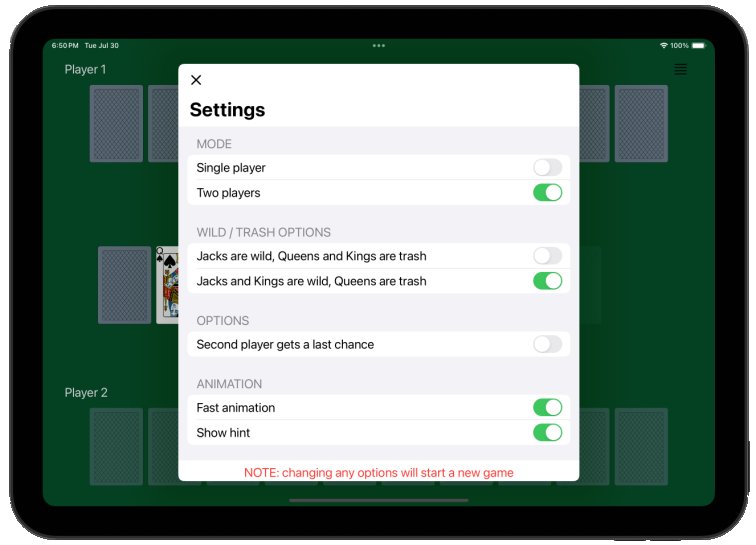 6:50 PM Tue Jul 30
100%
Player 1
Settings
MODE
Single player
Two players
WILD / TRASH OPTIONS
Jacks are wild, Queens and Kings are trash
Jacks and Kings are wild, Queens are trash
Q
OPTIONS
Second player gets a last chance
ANIMATION
Player 2
Fast animation
Show hint
NOTE: changing any options will start a new game